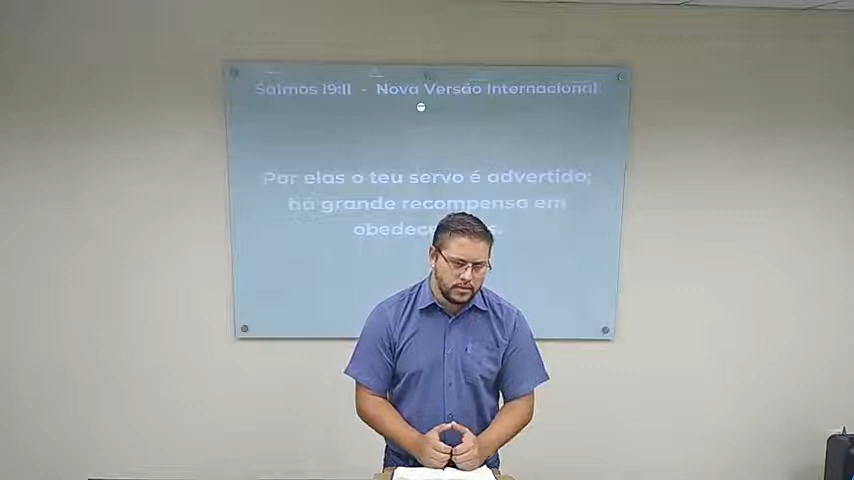 Salmos 19:11 - Nova Versão Internacional
Por elas o teu servo é advertido;
há grande recompensa em